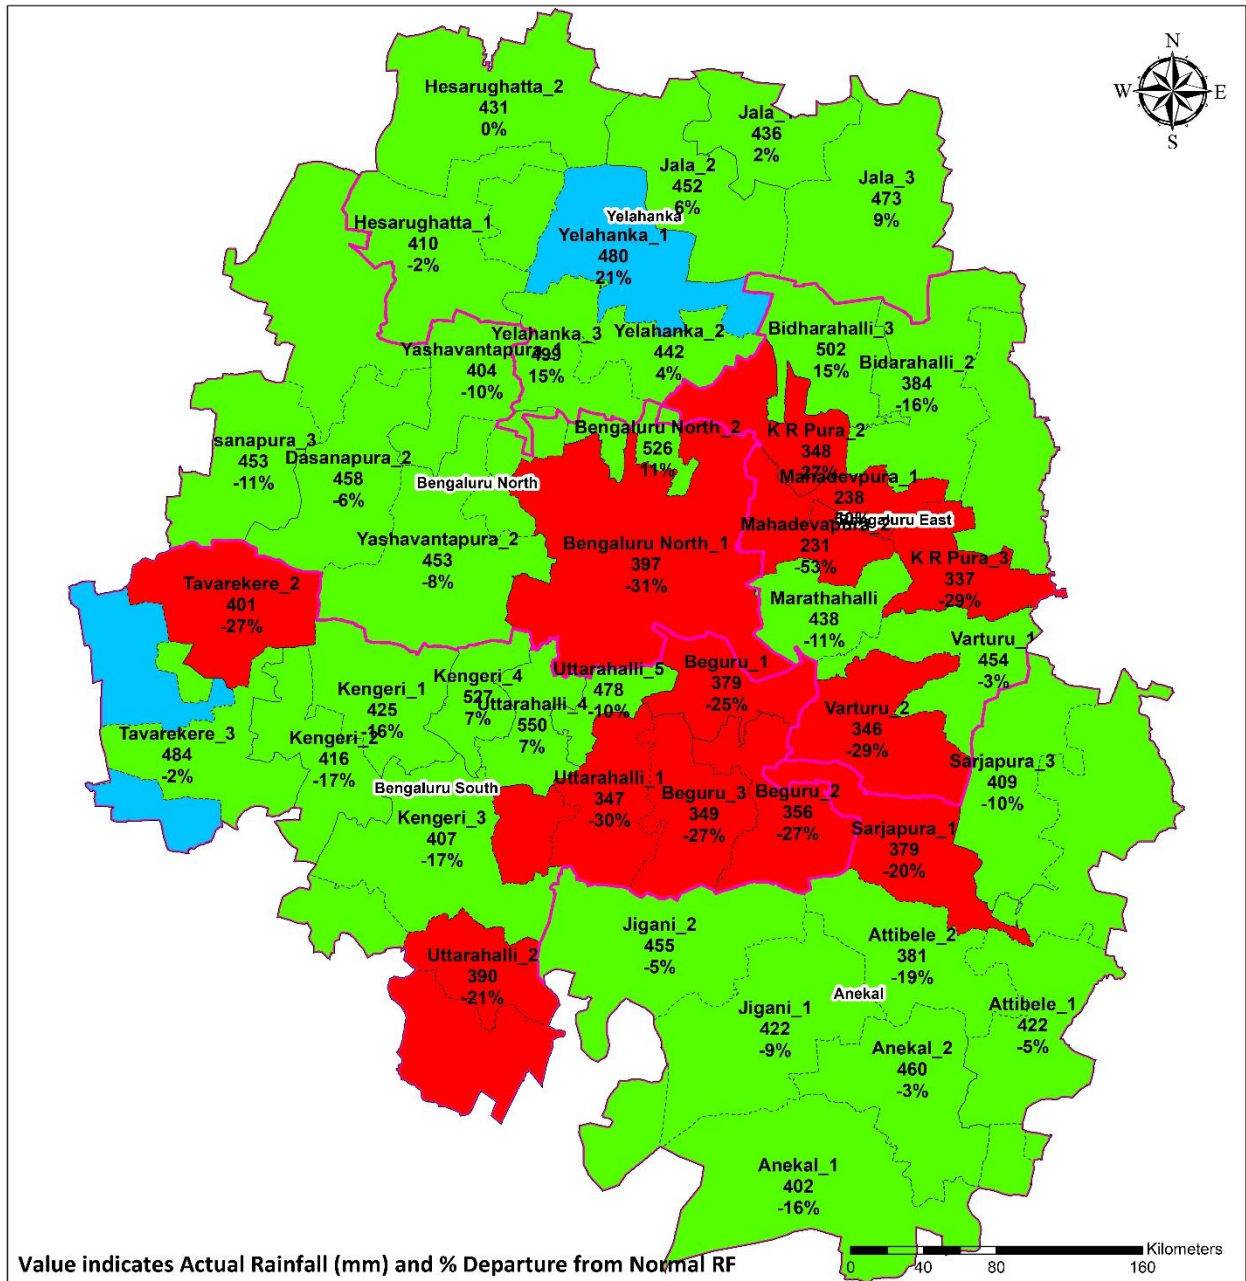 N
W
E
S
Hesarughatta_2
431
0%
Jala_1
436
2%
Jala_2
452
6%
Jala_3
473
9%
Yelahanka
Hesarughatta_1
410
-2%
Yelahanka_1
480
21%
Yelahanka_3
499
15%
Yelahanka_2
442
4%
Bidharahalli_3
502
15%
Bidarahalli_2
384
-16%
Yashavantapura_1
404
-10%
Bengaluru North_2
526
11%
K R Pura_2
348
-27%
sanapura_3
453
-11%
Dasanapura_2
458
-6%
Bengaluru North
Mahadevpura_1
238
Bengaluru East
Mahadevapura_2
231
-53%
Yashavantapura_2
453
-8%
Bengaluru North_1
397
-31%
K R Pura_3
337
-29%
Tavarekere_2
401
-27%
Marathahalli
438
-11%
Varturu_1
454
-3%
Kengeri_1
425
-16%
Kengeri_4
527
7%
Uttarahalli_5
478
-10%
Beguru_1
379
-25%
Uttarahalli_4
550
7%
Varturu_2
346
-29%
Tavarekere_3
484
-2%
Kengeri_2
416
-17%
Sarjapura_3
409
-10%
Bengaluru South
Uttarahalli_1
347
-30%
Beguru_3
349
-27%
Beguru_2
356
-27%
Kengeri_3
407
-17%
Sarjapura_1
379
-20%
Jigani_2
455
-5%
Attibele_2
381
-19%
Uttarahalli_2
390
-21%
Anekal
Jigani_1
422
-9%
Attibele_1
422
-5%
Anekal_2
460
-3%
Anekal_1
402
-16%
Value indicates Actual Rainfall (mm) and % Departure from Normal RF
Kilometers
0 40 80 160